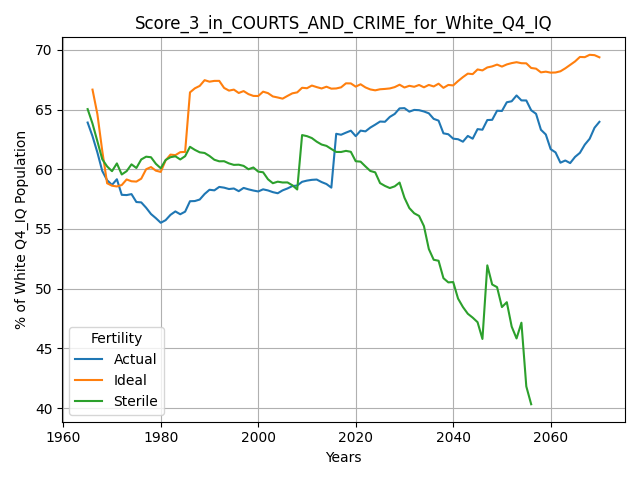 Score_3_in_COURTS_AND_CRIME_for_White_Q4_IQ
% of White Q4_IQ Population
70
65
60
55
50
45
40
Fertility
Actual
Ideal
Sterile
1960 1980 2000 2020 2040 2060
Years